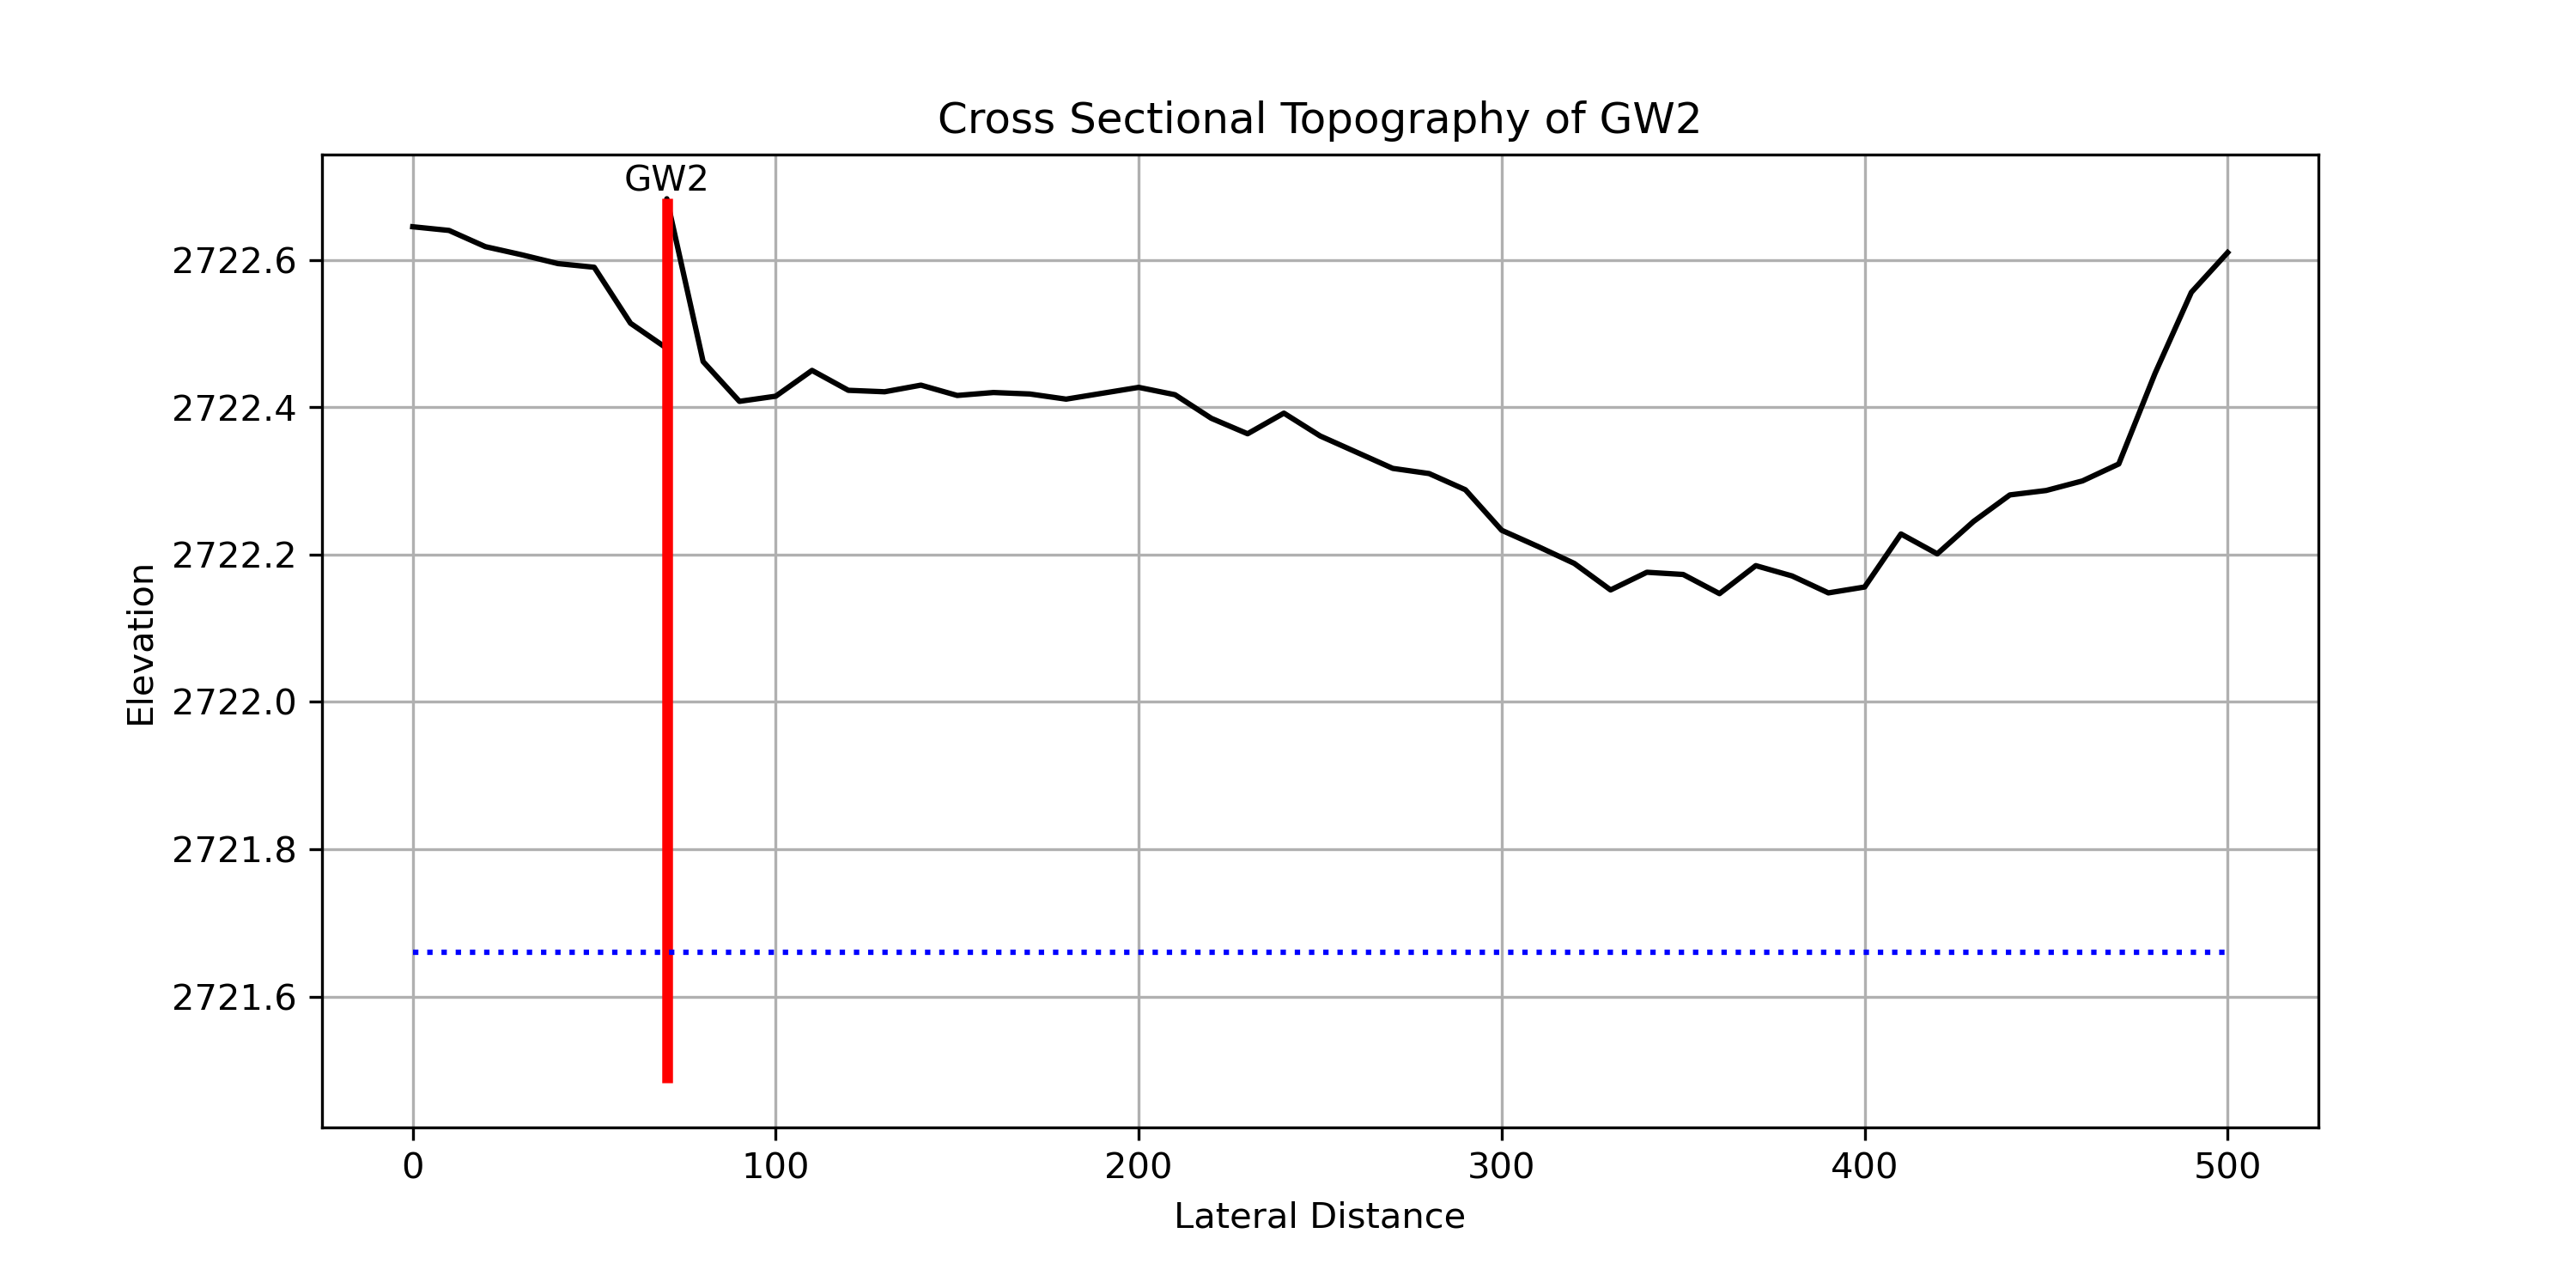 Cross Sectional Topography of GW2
GW2
2722.6
2722.4
2722.2
2722.0
2721.8
2721.6
Elevation
0 100 200 300 400 500
Lateral Distance